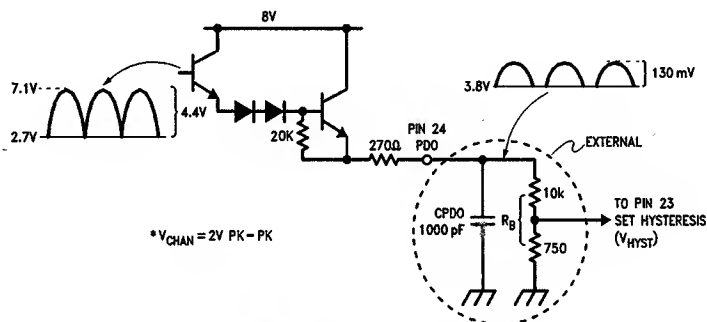 8V
7.1V
4.4V
2.7V
3.8V
130 mV
20K
270Ω
PIN 24
PDO
EXTERNAL
10k
CPDO
1000 pF
R_B
750
TO PIN 23
SET HYSTERESIS
(V_HYST)
*V_CHAN = 2V PK-PK